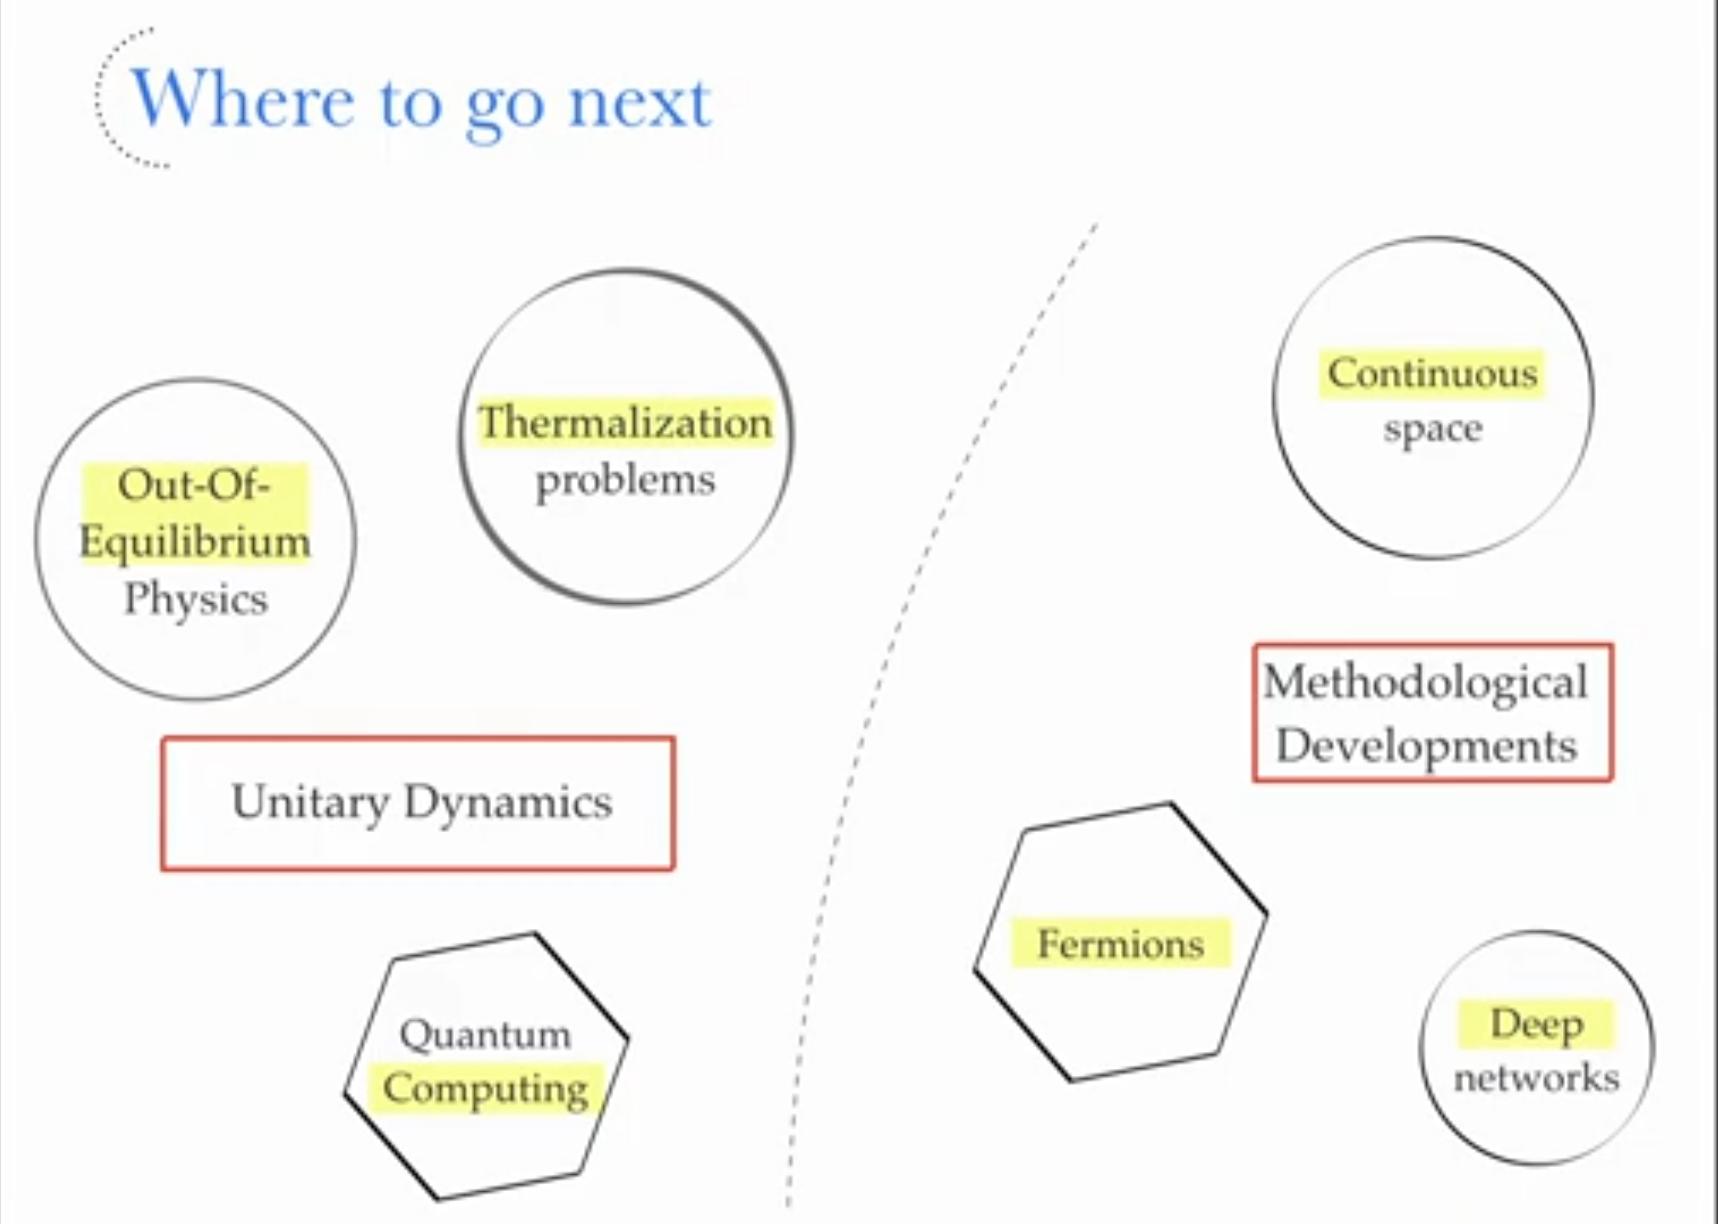 Where to go next
Out-Of-
Equilibrium
Physics
Thermalization
problems
Unitary Dynamics
Quantum
Computing
Continuous
space
Methodological
Developments
Fermions
Deep
networks